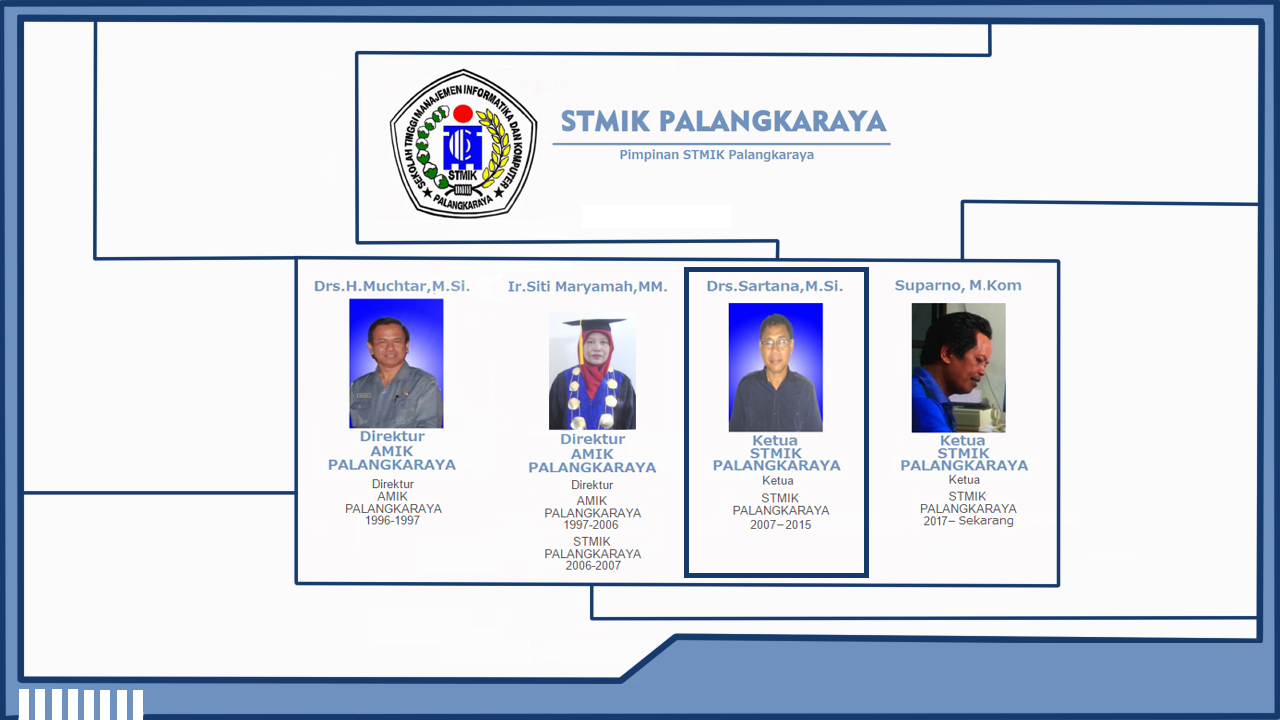 SEKOLAH TINGGI MANAJEMEN INFORMATIKA DAN KOMPUTER
STMIK
PALANGKARAYA
STMIK PALANGKARAYA
Pimpinan STMIK Palangkaraya
Drs.H.Muchtar,M.Si.
Direktur
AMIK
PALANGKARAYA
Direktur
AMIK
PALANGKARAYA
1996-1997
Ir.Siti Maryamah,MM.
Direktur
AMIK
PALANGKARAYA
Direktur
AMIK
PALANGKARAYA
1997-2006
STMIK
PALANGKARAYA
2006-2007
Drs.Sartana,M.Si.
Ketua
STMIK
PALANGKARAYA
Ketua
STMIK
PALANGKARAYA
2007–2015
Suparno, M.Kom
Ketua
STMIK
PALANGKARAYA
Ketua
STMIK
PALANGKARAYA
2017– Sekarang